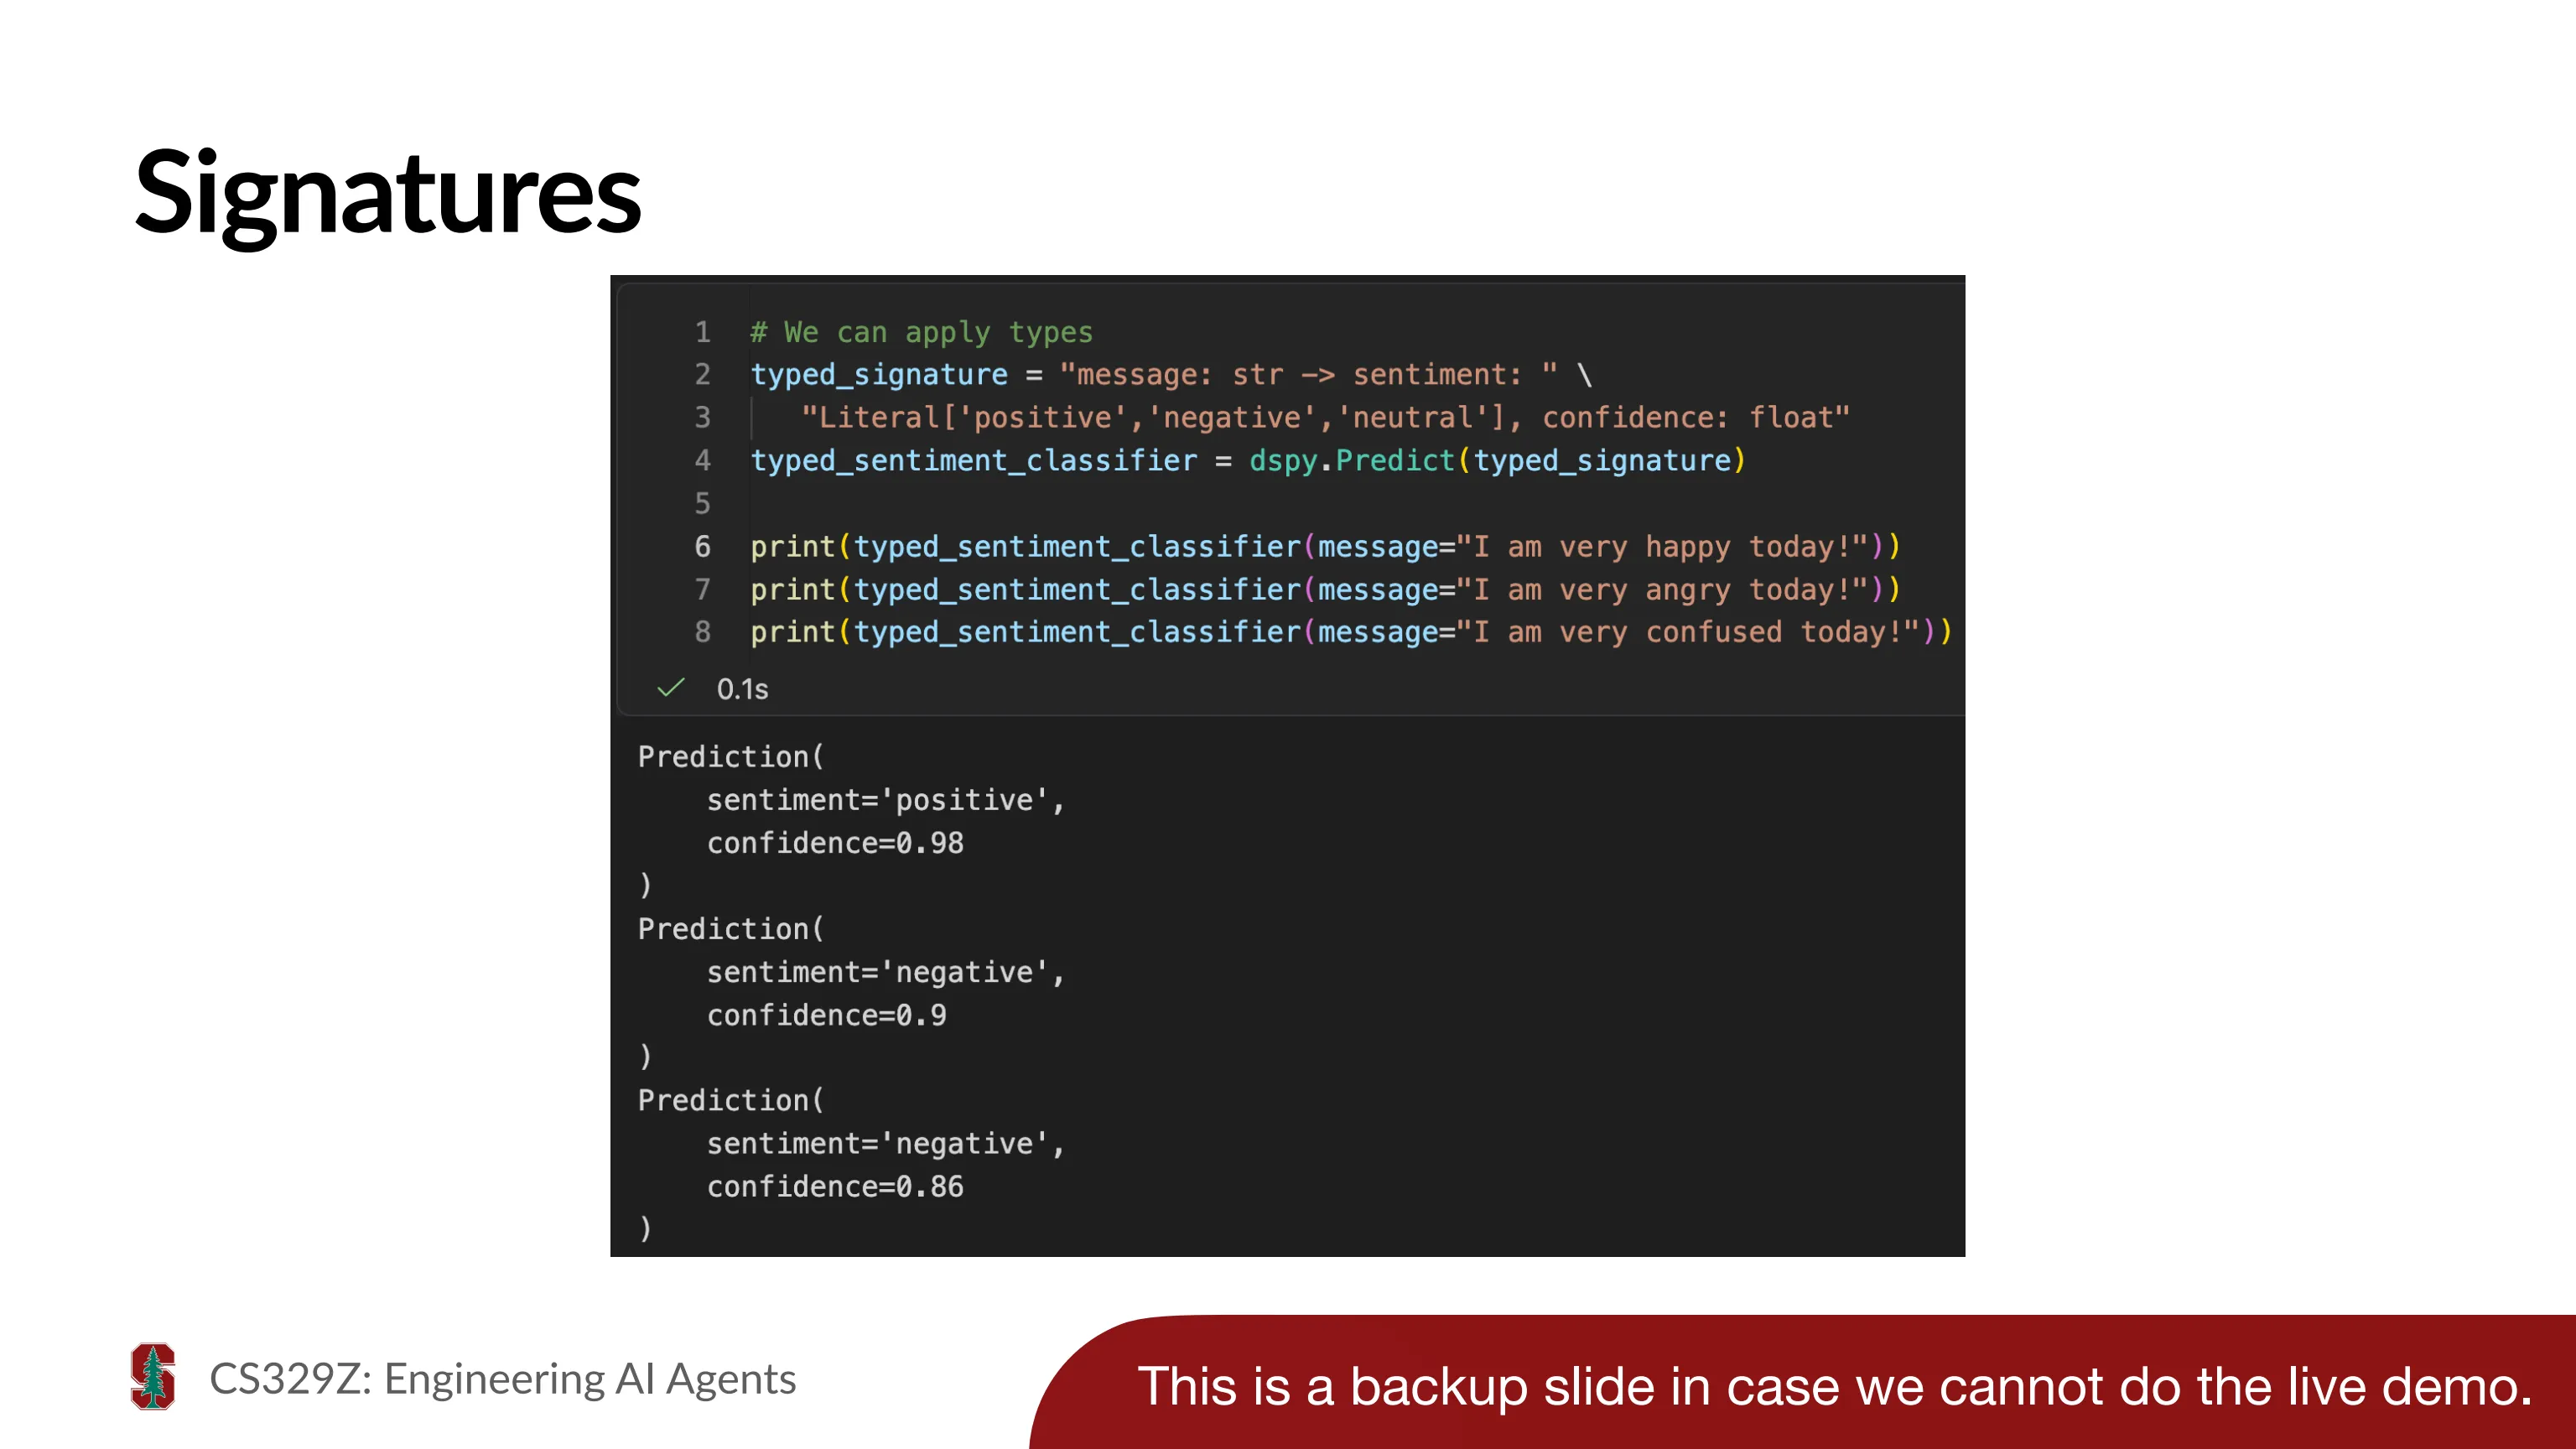 Signatures
1 # We can apply types
2 typed_signature = "message: str -> sentiment: " \
3 "Literal['positive','negative','neutral'], confidence: float"
4 typed_sentiment_classifier = dspy.Predict(typed_signature)
5
6 print(typed_sentiment_classifier(message="I am very happy today!"))
7 print(typed_sentiment_classifier(message="I am very angry today!"))
8 print(typed_sentiment_classifier(message="I am very confused today!"))
0.1s
Prediction(
sentiment='positive',
confidence=0.98
)
Prediction(
sentiment='negative',
confidence=0.9
)
Prediction(
sentiment='negative',
confidence=0.86
)
CS329Z: Engineering AI Agents
This is a backup slide in case we cannot do the live demo.